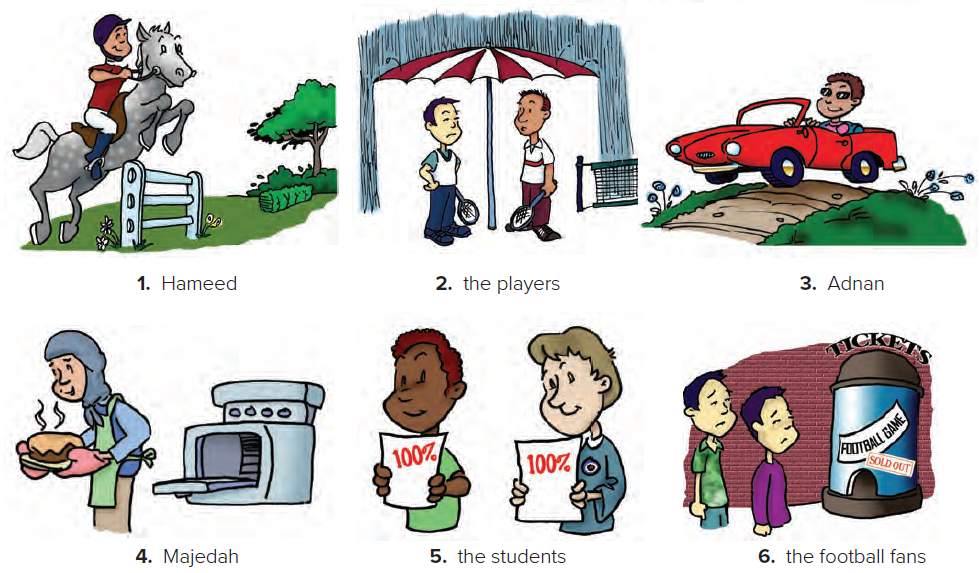 1. Hameed
2. the players
3. Adnan
4. Majedah
100%
100%
5. the students
TICKETS
FOOTBALL GAME
SOLD OUT
6. the football fans